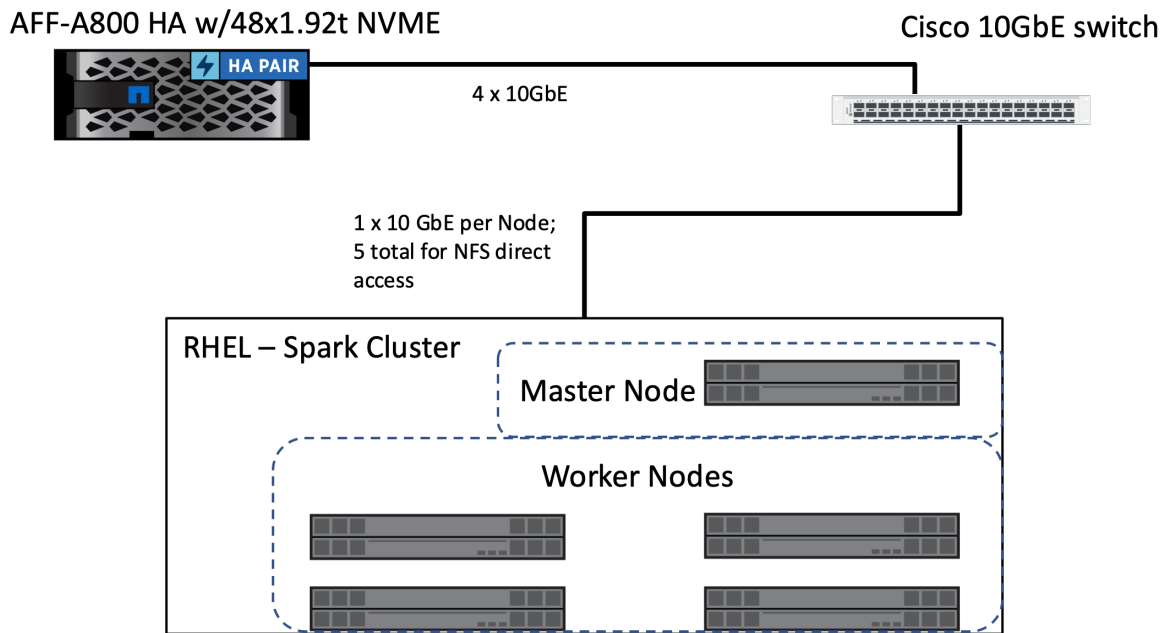 AFF-A800 HA w/48x1.92t NVME
Cisco 10GbE switch
HA PAIR
4 x 10GbE
1 x 10 GbE per Node;
5 total for NFS direct
access
RHEL – Spark Cluster
Master Node
Worker Nodes